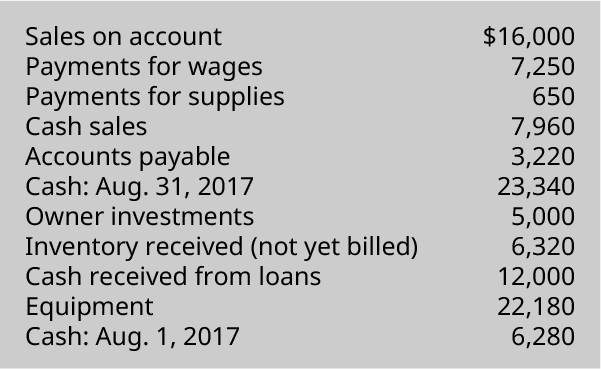 Sales on account $16,000
Payments for wages 7,250
Payments for supplies 650
Cash sales 7,960
Accounts payable 3,220
Cash: Aug. 31, 2017 23,340
Owner investments 5,000
Inventory received (not yet billed) 6,320
Cash received from loans 12,000
Equipment 22,180
Cash: Aug. 1, 2017 6,280